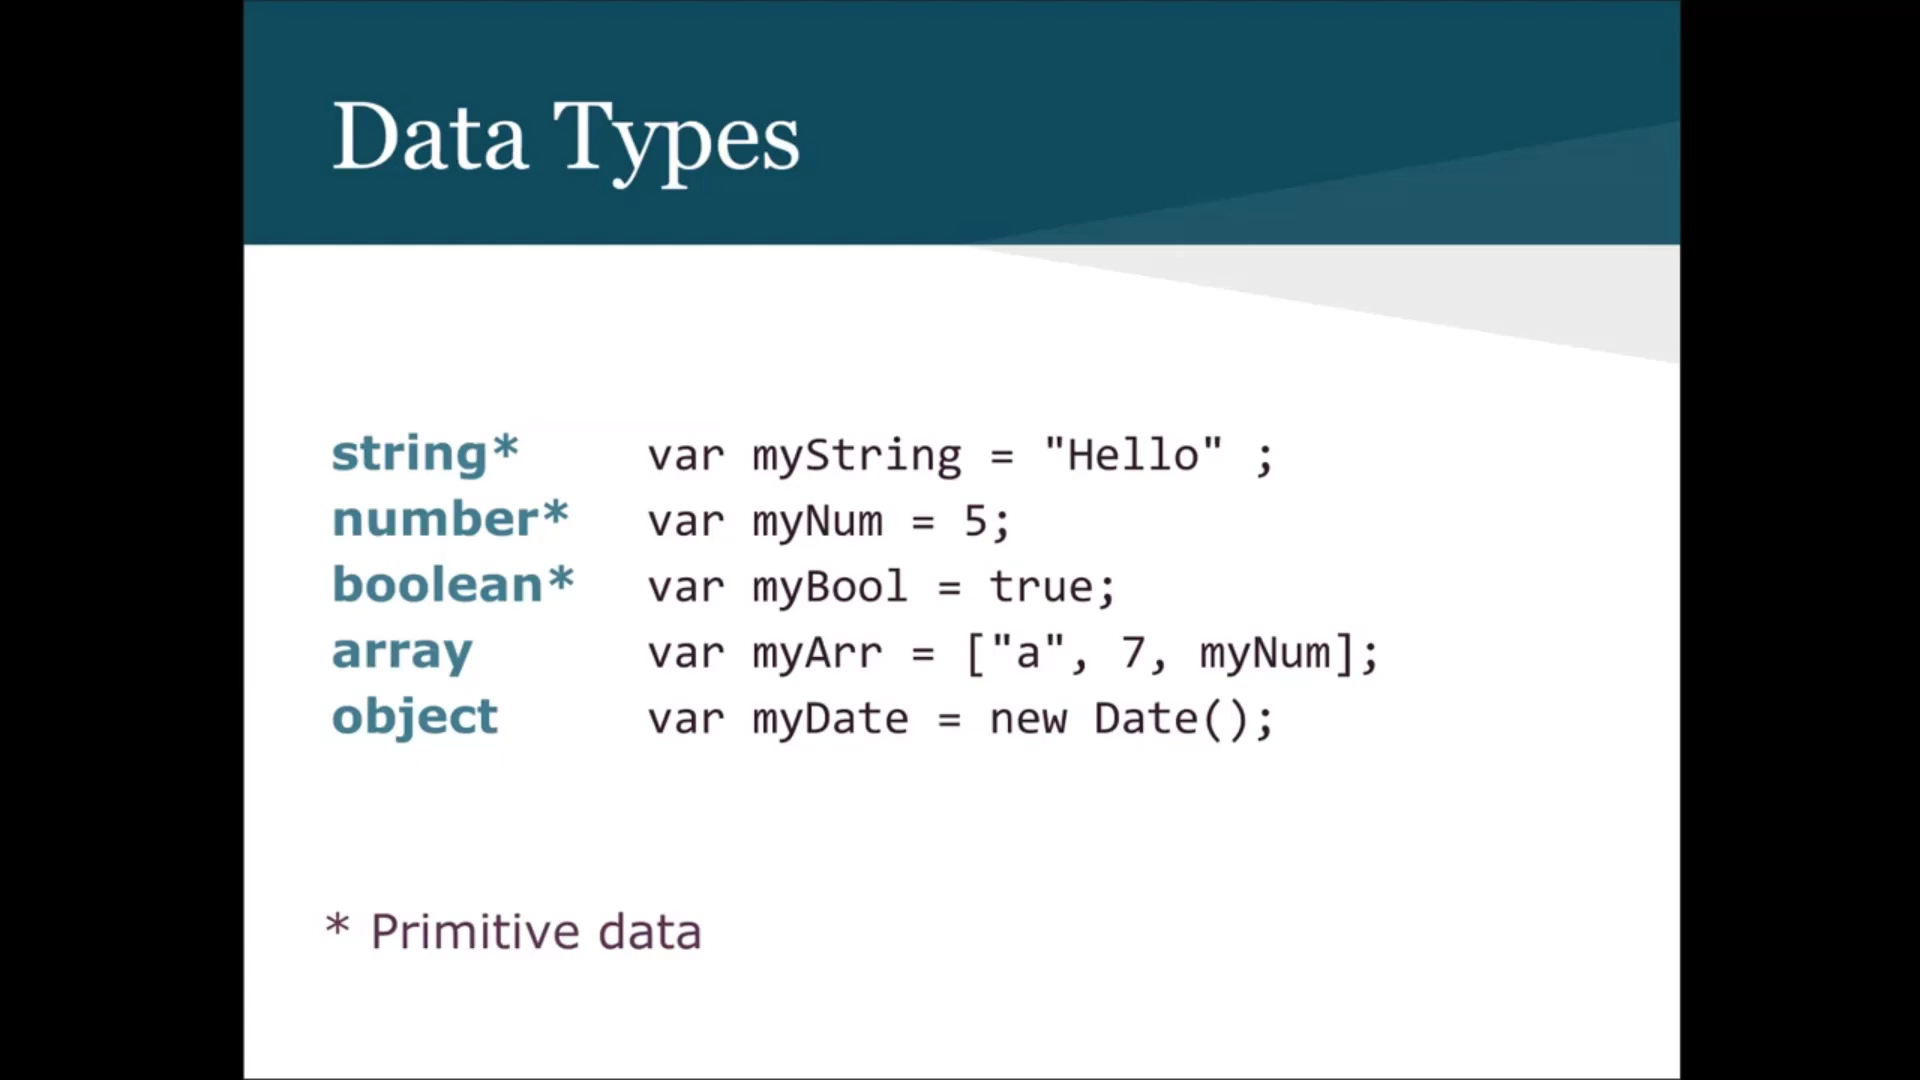 Data Types
string* var myString = "Hello" ;
number* var myNum = 5;
boolean* var myBool = true;
array var myArr = ["a", 7, myNum];
object var myDate = new Date();
* Primitive data